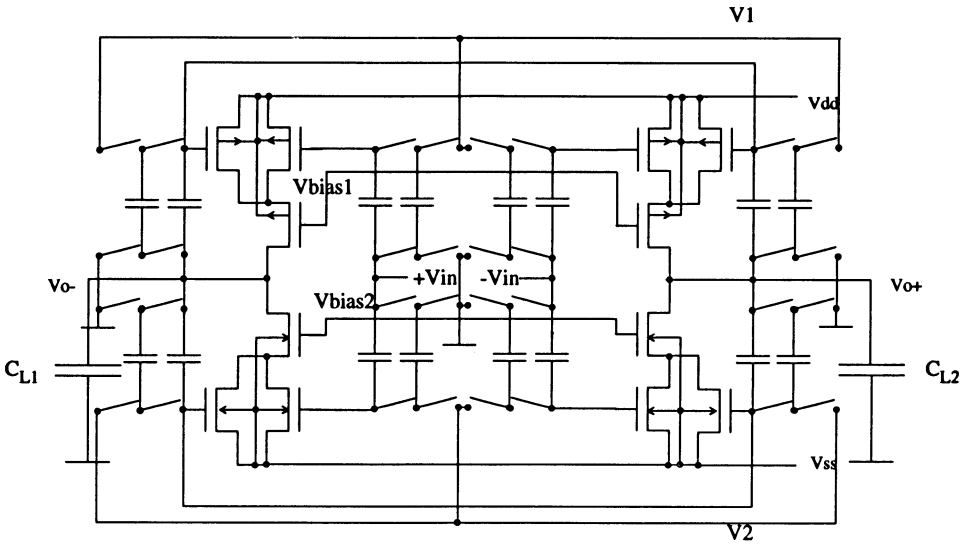 V1
Vdd
Vbias1
+Vin -Vin
Vo- Vo+
Vbias2
CL1 CL2
Vss
V2